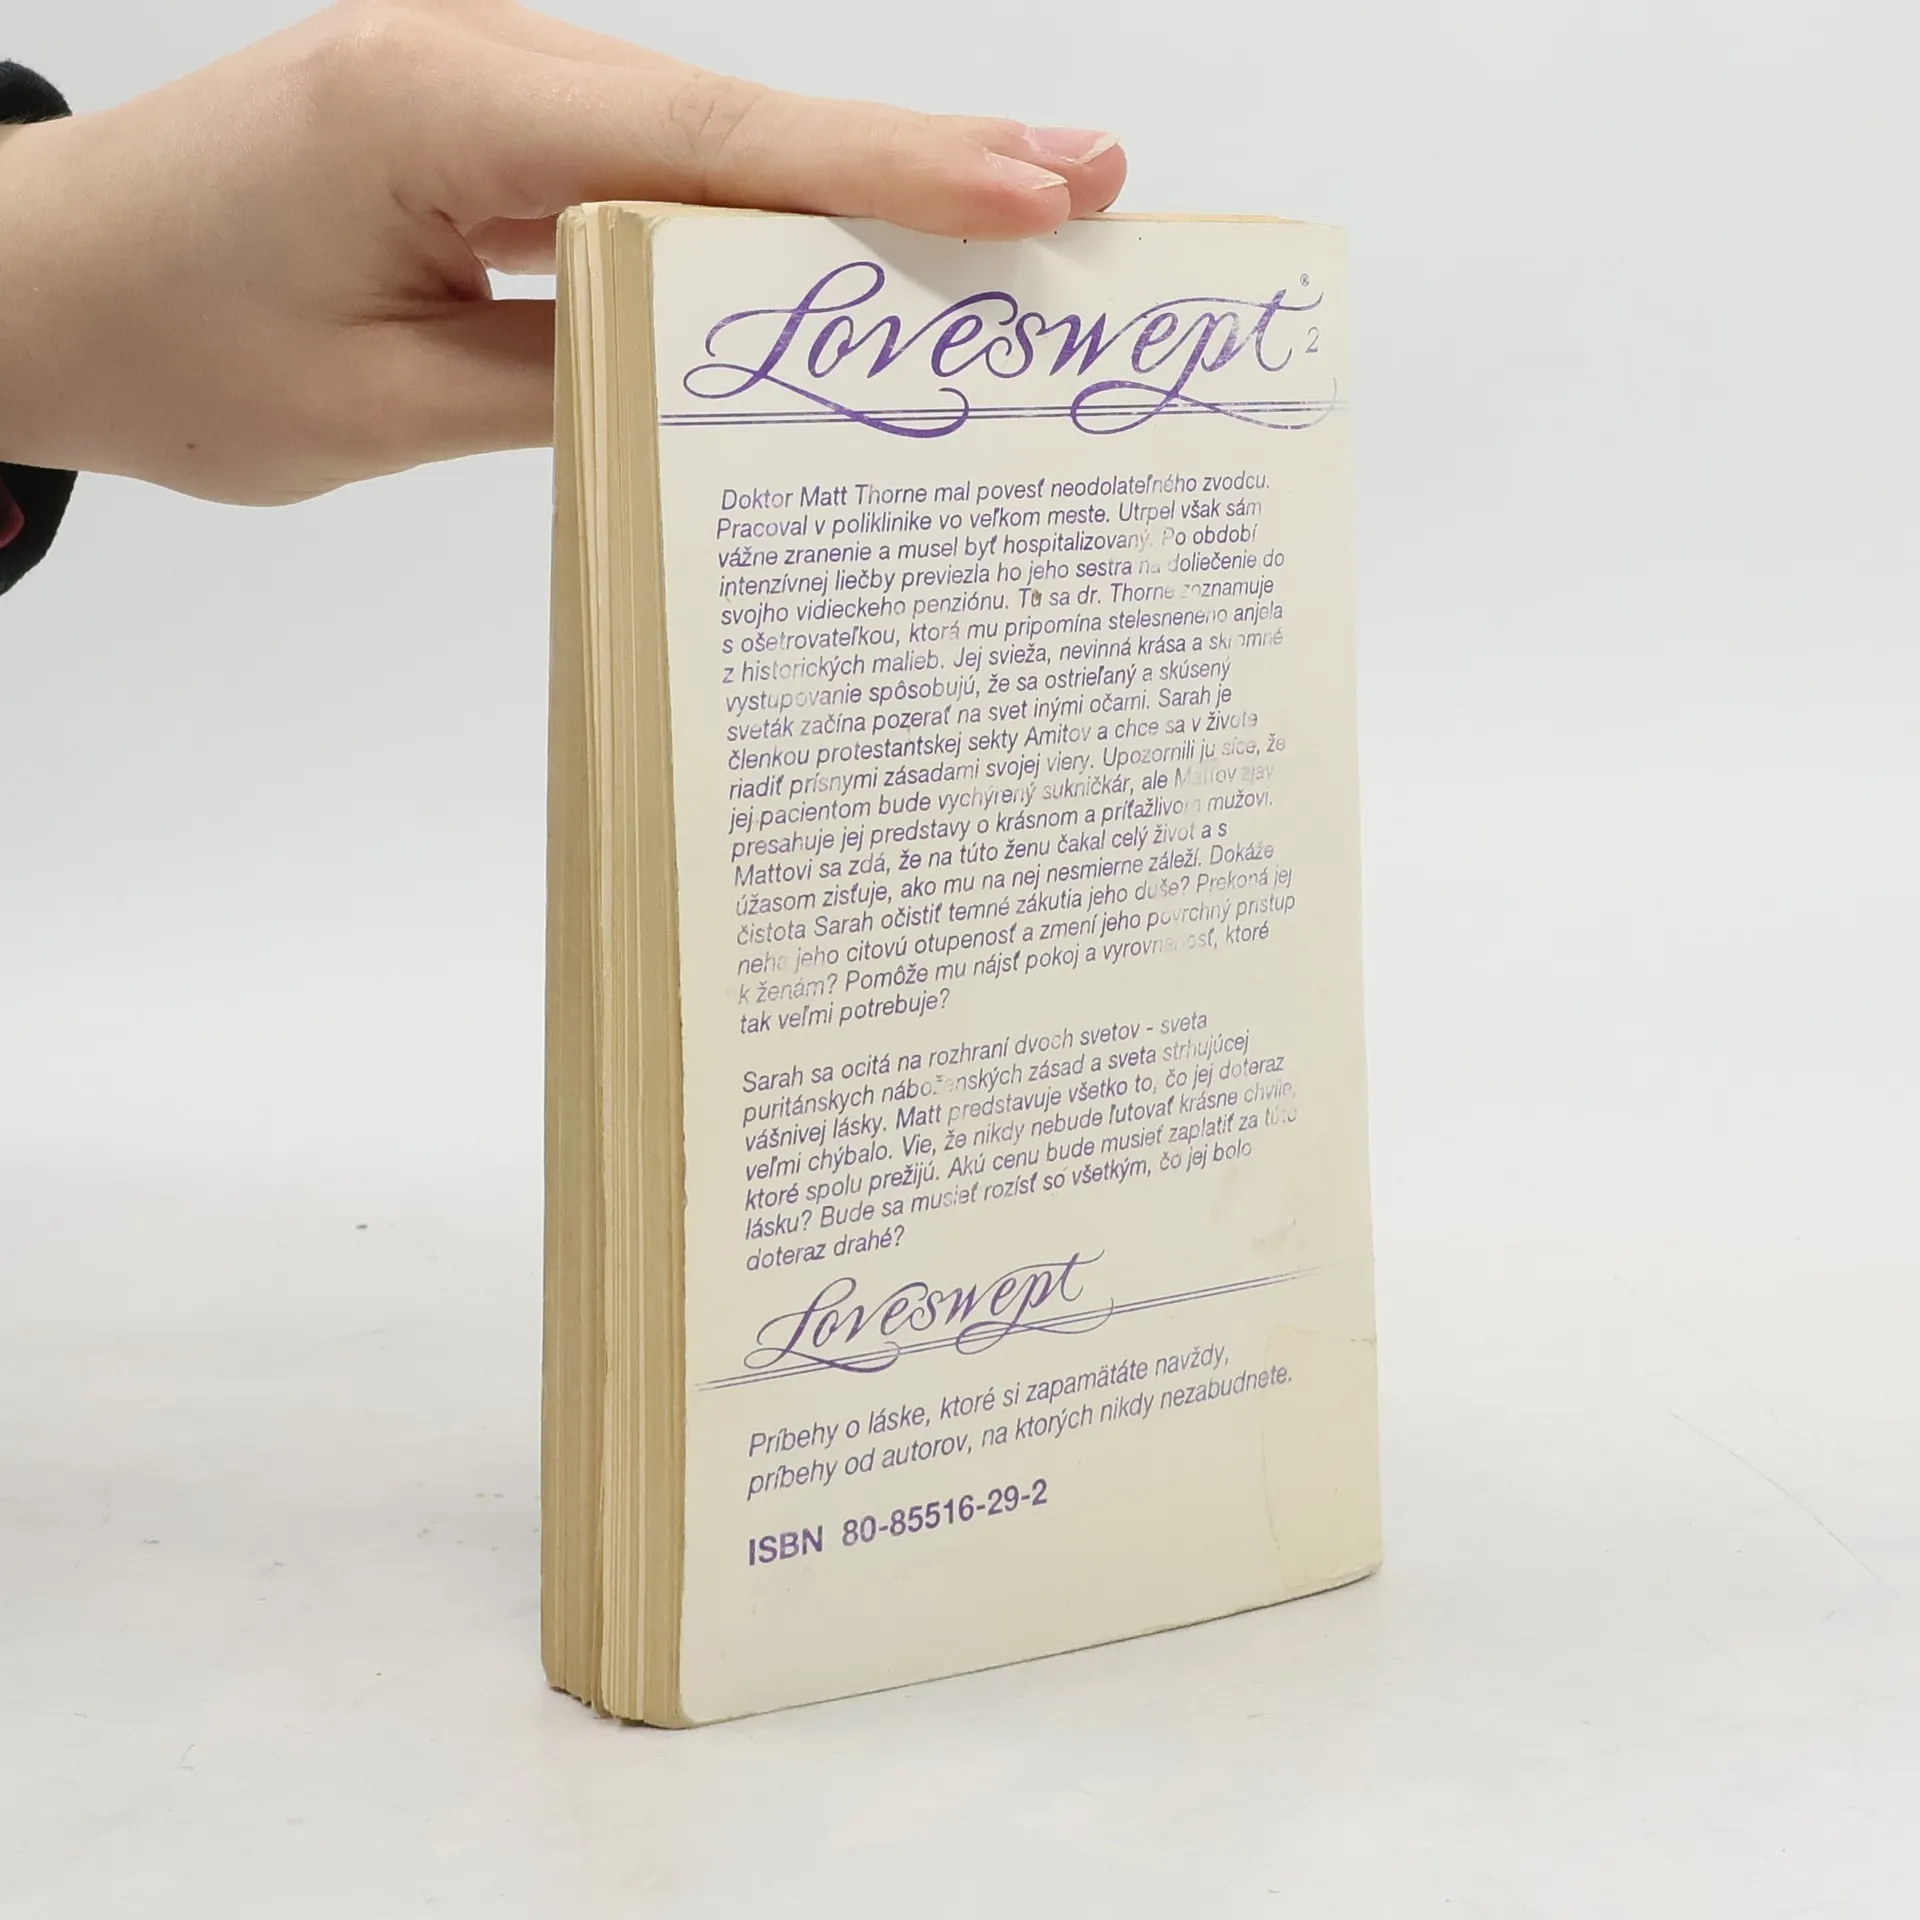 Loveswept ® 2
Doktor Matt Thorne mal povesť neodolateľného zvodcu.
Pracoval v poliklinike vo veľkom meste. Utrpel však sám
vážne zranenie a musel byť hospitalizovaný. Po období
intenzívnej liečby previezla ho jeho sestra na doliečenie do
svojho vidieckeho penziónu. Tu sa dr. Thorne zoznamuje
s ošetrovateľkou, ktorá mu pripomína stelesneného anjela
z historických malieb. Jej svieža, nevinná krása a skromné
vystupovanie spôsobujú, že sa ostrieľaný a skúsený
sveták začína pozerať na svet inými očami. Sarah je
členkou protestantskej sekty Amitov a chce sa v živote
riadiť prísnymi zásadami svojej viery. Upozornili ju síce, že
jej pacientom bude vychýrený sukničkár, ale Mattov zjav
presahuje jej predstavy o krásnom a príťažlivom mužovi.
Mattovi sa zdá, že na túto ženu čakal celý život a s
úžasom zisťuje, ako mu na nej nesmierne záleží. Dokáže
čistota Sarah očistiť temné zákutia jeho duše? Prekoná jej
neha jeho citovú otupenosť a zmení jeho povrchný prístup
k ženám? Pomôže mu nájsť pokoj a vyrovnanosť, ktoré
tak veľmi potrebuje?
Sarah sa ocitá na rozhraní dvoch svetov - sveta
puritánskych náboženských zásad a sveta strhujúcej
vášnivej lásky. Matt predstavuje všetko to, čo jej doteraz
veľmi chýbalo. Vie, že nikdy nebude ľutovať krásne chvíle,
ktoré spolu prežijú. Akú cenu bude musieť zaplatiť za túto
lásku? Bude sa musieť rozísť so všetkým, čo jej bolo
doteraz drahé?
Loveswept
Príbehy o láske, ktoré si zapamätáte navždy,
príbehy od autorov, na ktorých nikdy nezabudnete.
ISBN 80-85516-29-2